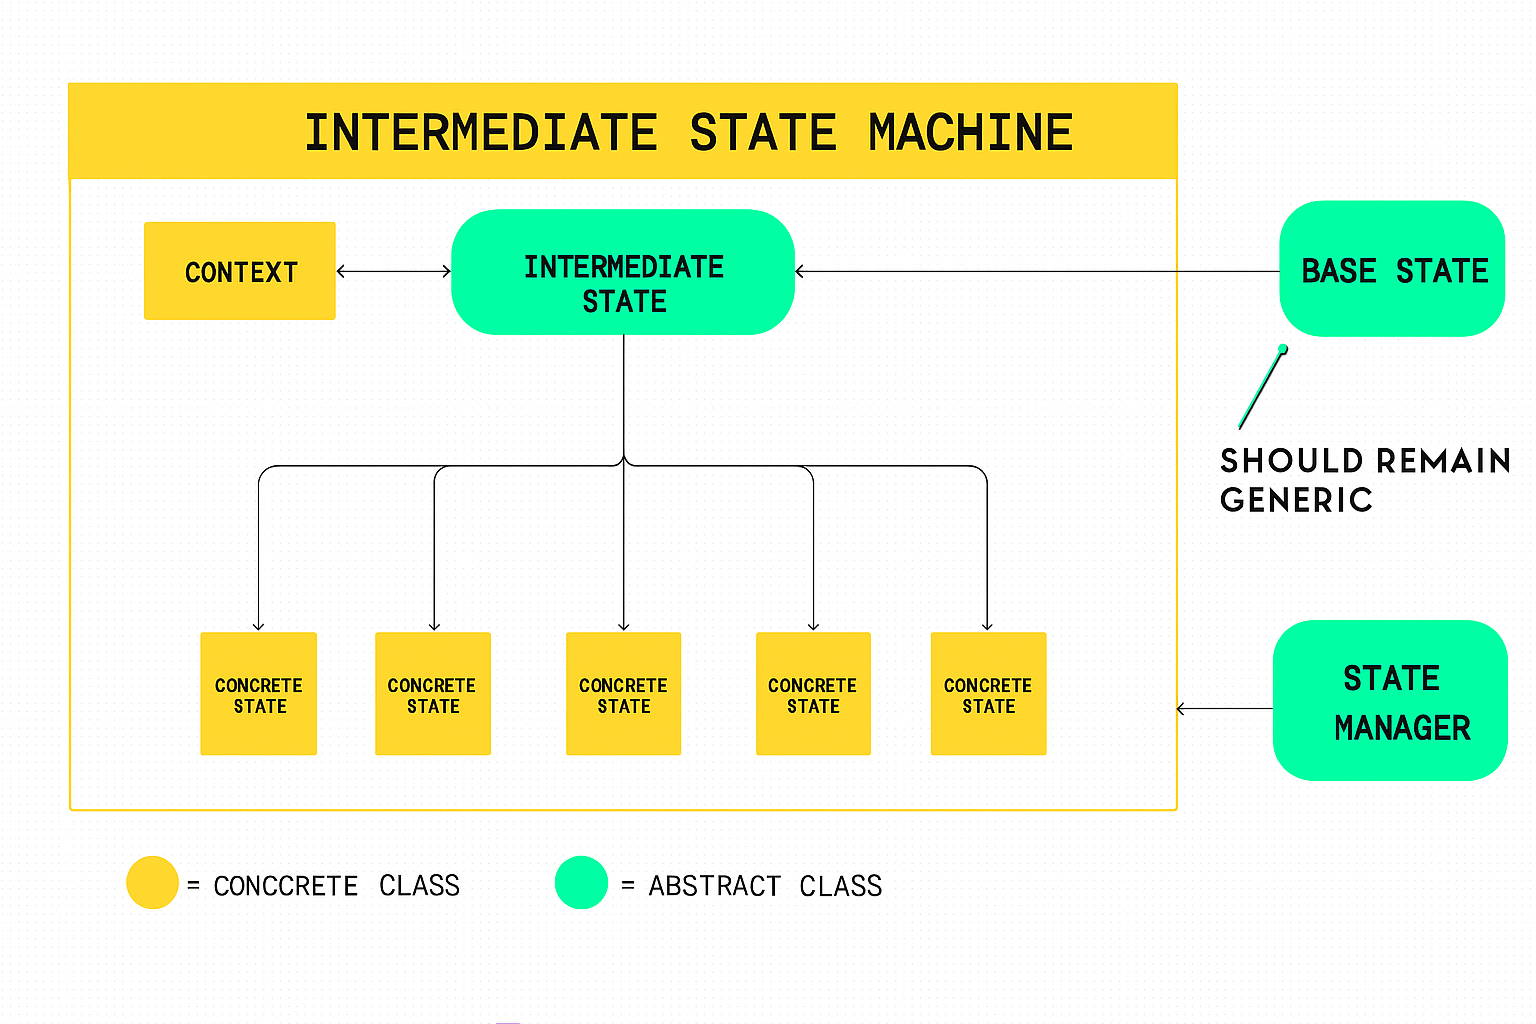 INTERMEDIATE STATE MACHINE
CONTEXT
INTERMEDIATE
STATE
BASE STATE
SHOULD REMAIN
GENERIC
CONCRETE
STATE
CONCRETE
STATE
CONCRETE
STATE
CONCRETE
STATE
CONCRETE
STATE
STATE
MANAGER
= CONCCRETE CLASS
= ABSTRACT CLASS